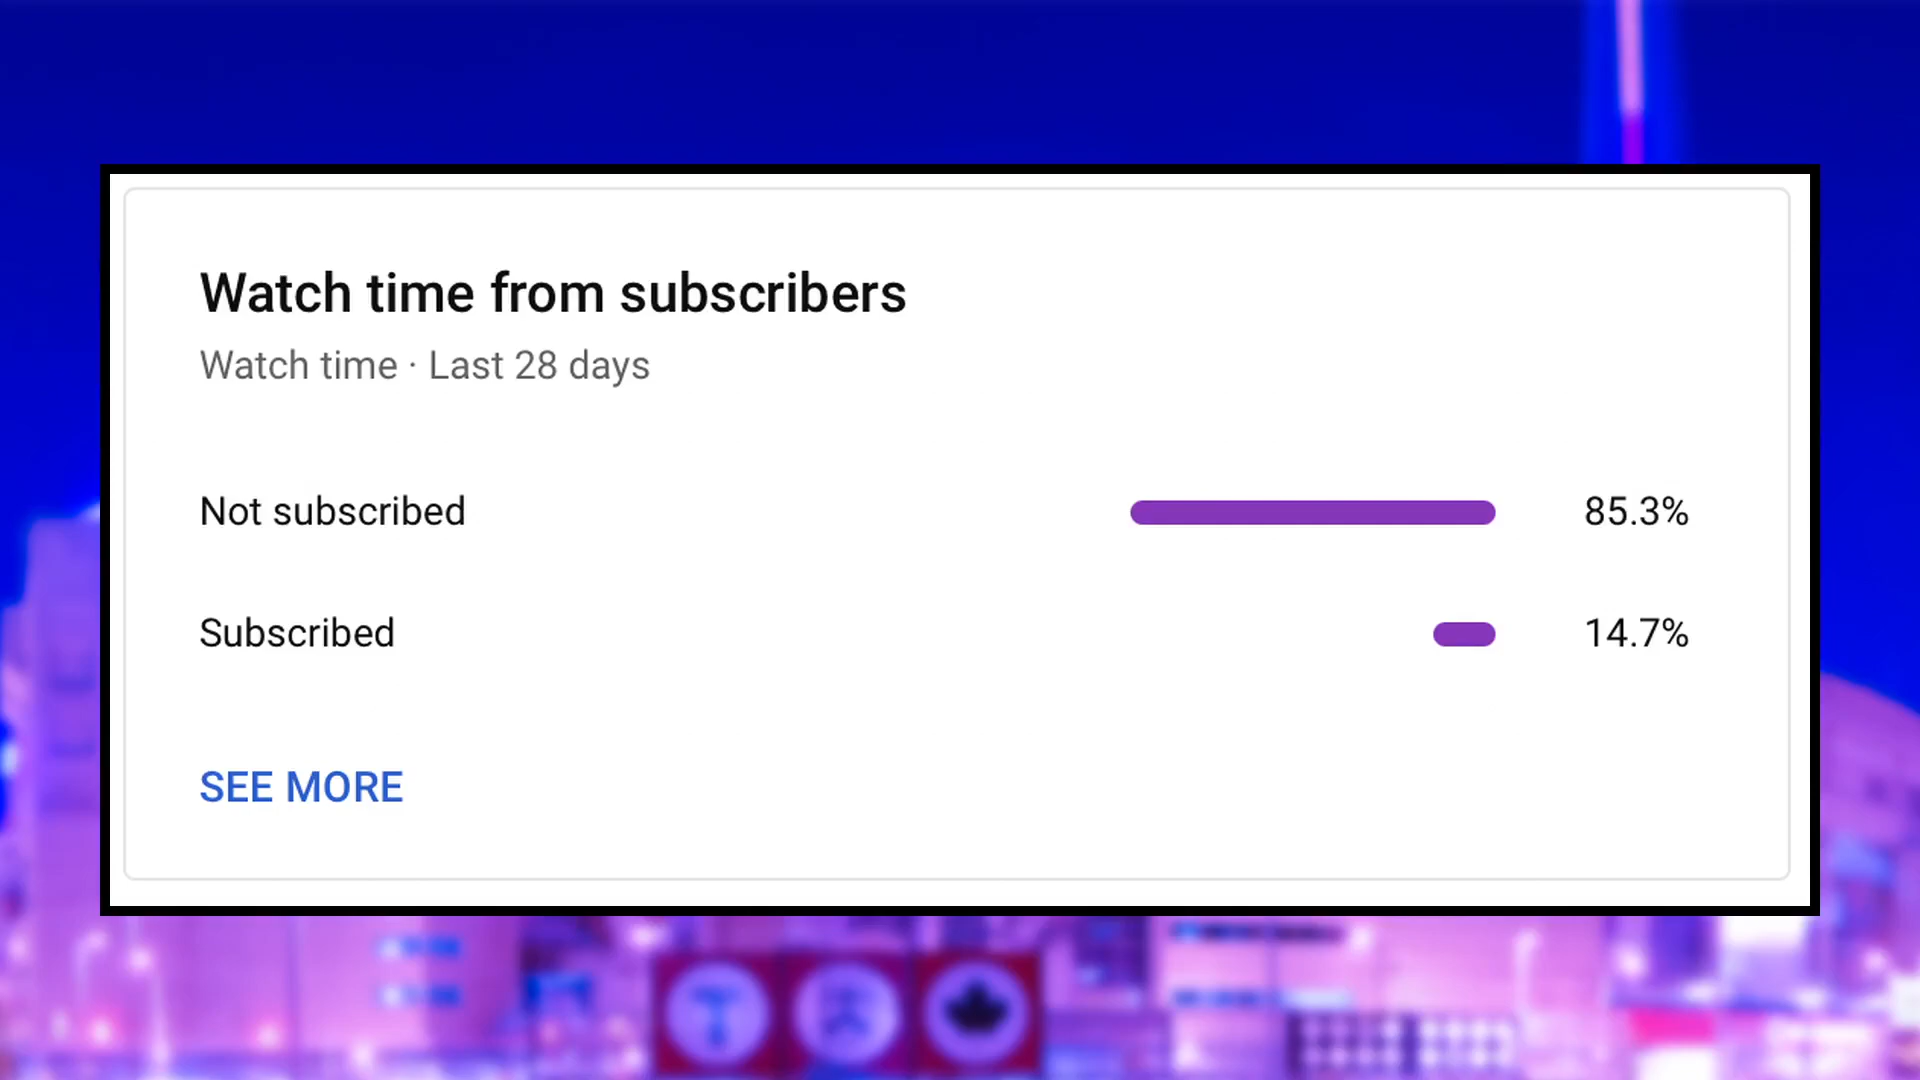 Watch time from subscribers
Watch time · Last 28 days
Not subscribed 85.3%
Subscribed 14.7%
SEE MORE